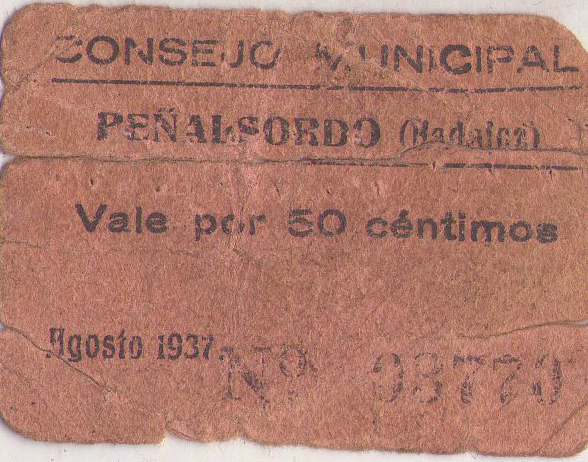 CONSEJO MUNICIPAL
PEÑALSORDO (Badajoz)
Vale por 50 céntimos
Agosto 1937.
Nº 03770